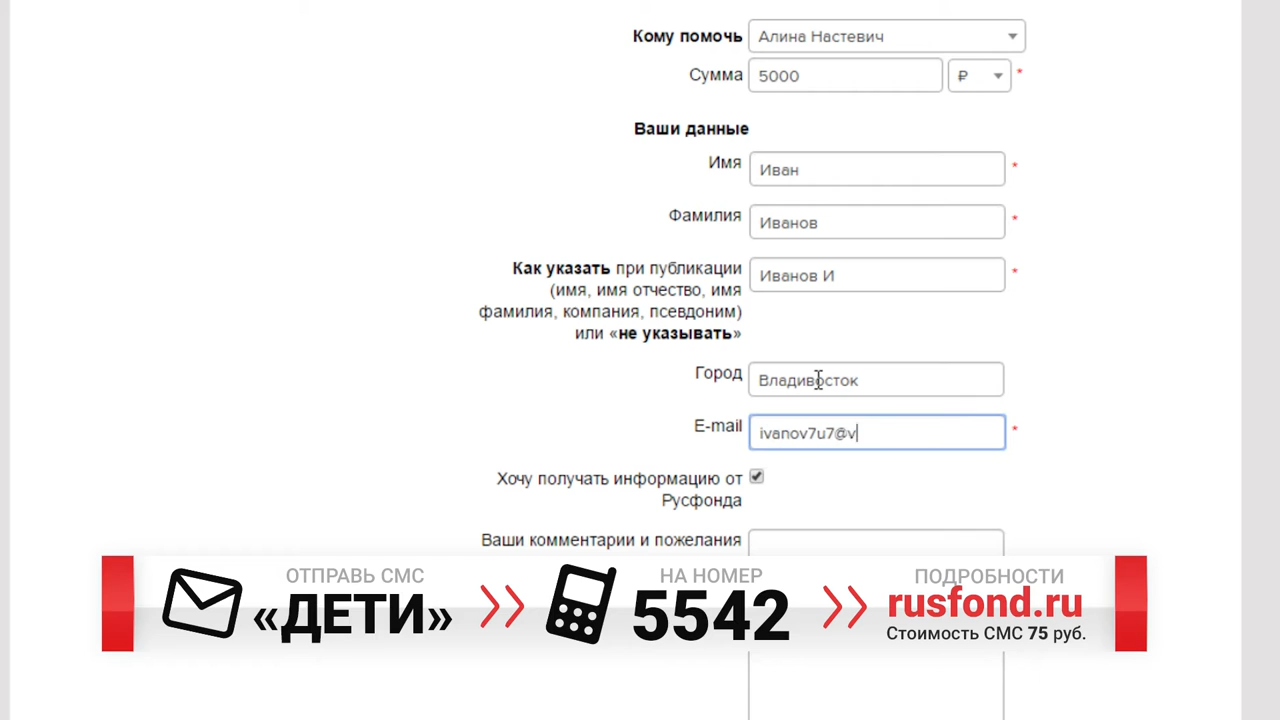 Кому помочь Алина Настевич
Сумма 5000 ₽ *
Ваши данные
Имя Иван *
Фамилия Иванов *
Как указать при публикации Иванов И *
(имя, имя отчество, имя
фамилия, компания, псевдоним)
или «не указывать»
Город Владивосток
E-mail ivanov7u7@v *
Хочу получать информацию от
Русфонда
Ваши комментарии и пожелания
ОТПРАВЬ СМС
«ДЕТИ»
НА НОМЕР
5542
ПОДРОБНОСТИ
rusfond.ru
Стоимость СМС 75 руб.